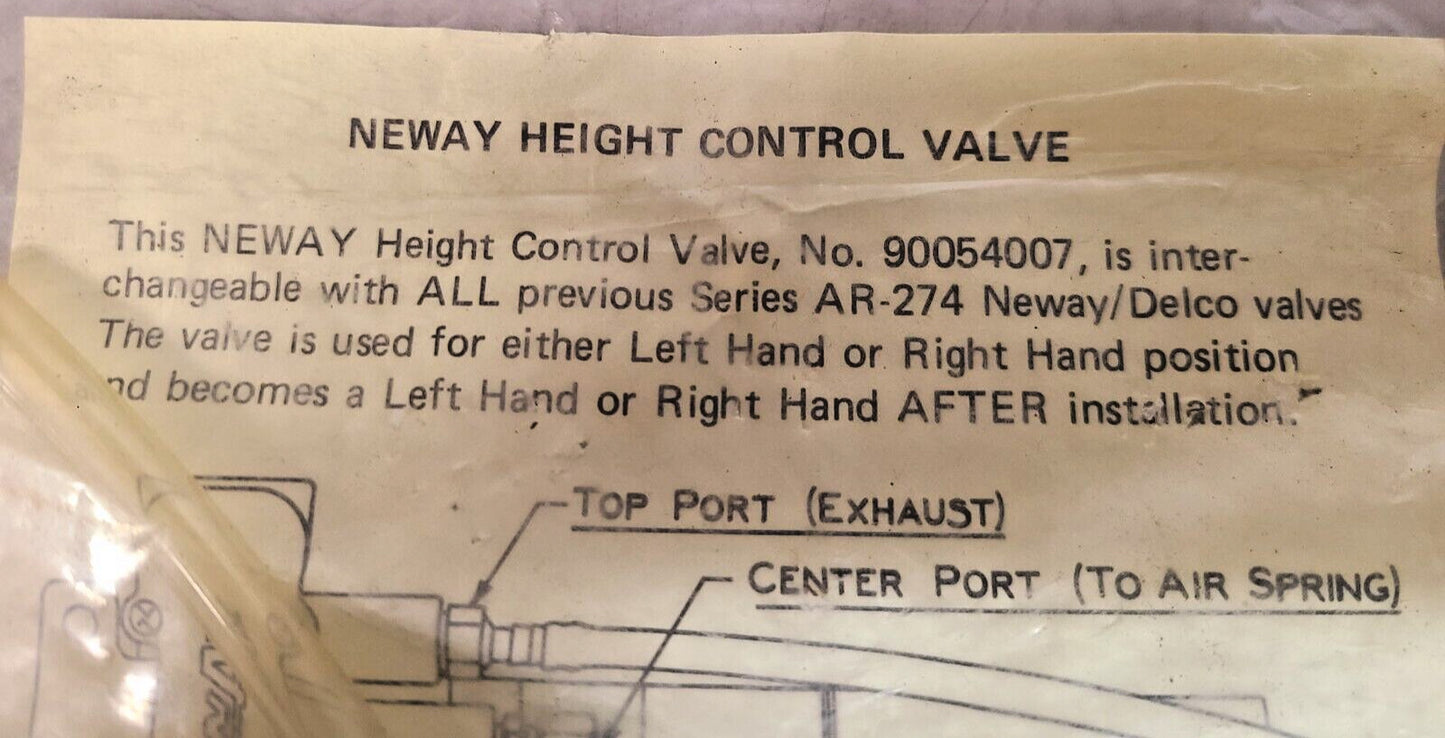 NEWAY HEIGHT CONTROL VALVE
This NEWAY Height Control Valve, No. 90054007, is inter-
changeable with ALL previous Series AR-274 Neway/Delco valves
The valve is used for either Left Hand or Right Hand position
and becomes a Left Hand or Right Hand AFTER installation.
TOP PORT (EXHAUST)
CENTER PORT (TO AIR SPRING)